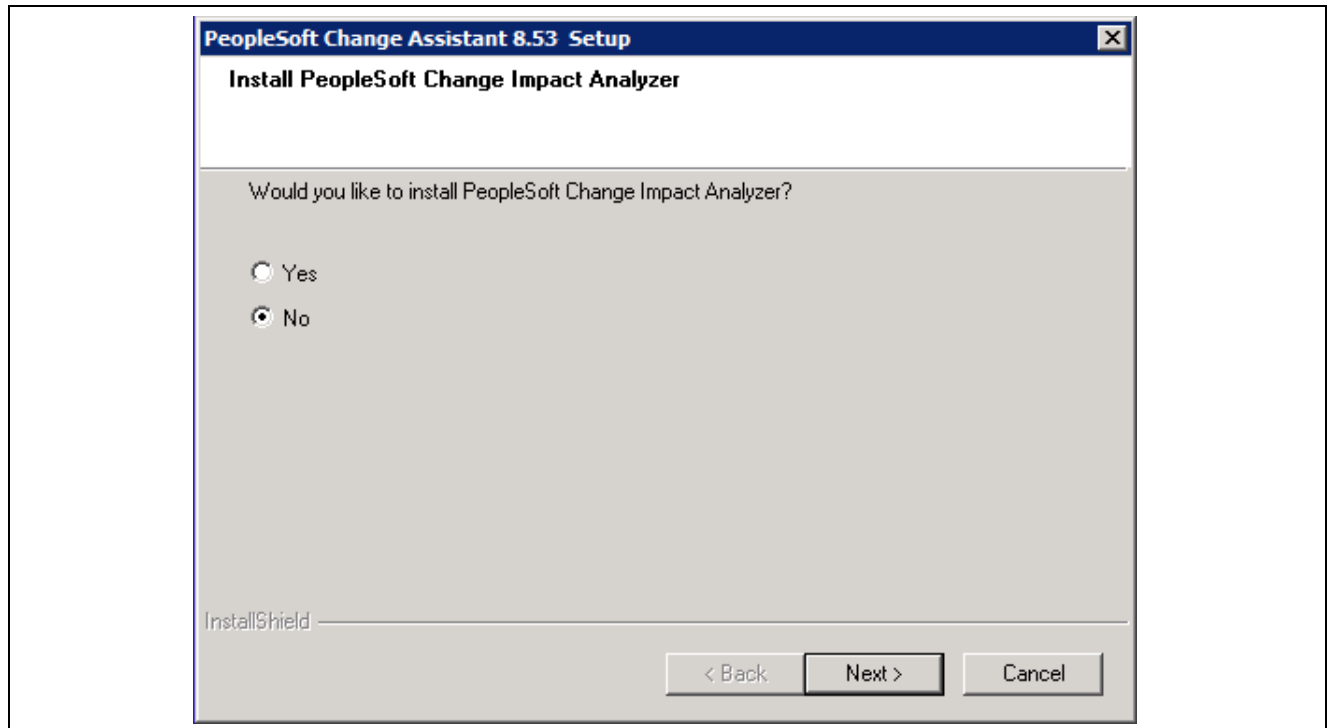 PeopleSoft Change Assistant 8.53 Setup
Install PeopleSoft Change Impact Analyzer
Would you like to install PeopleSoft Change Impact Analyzer?
Yes
No
InstallShield
< Back Next > Cancel